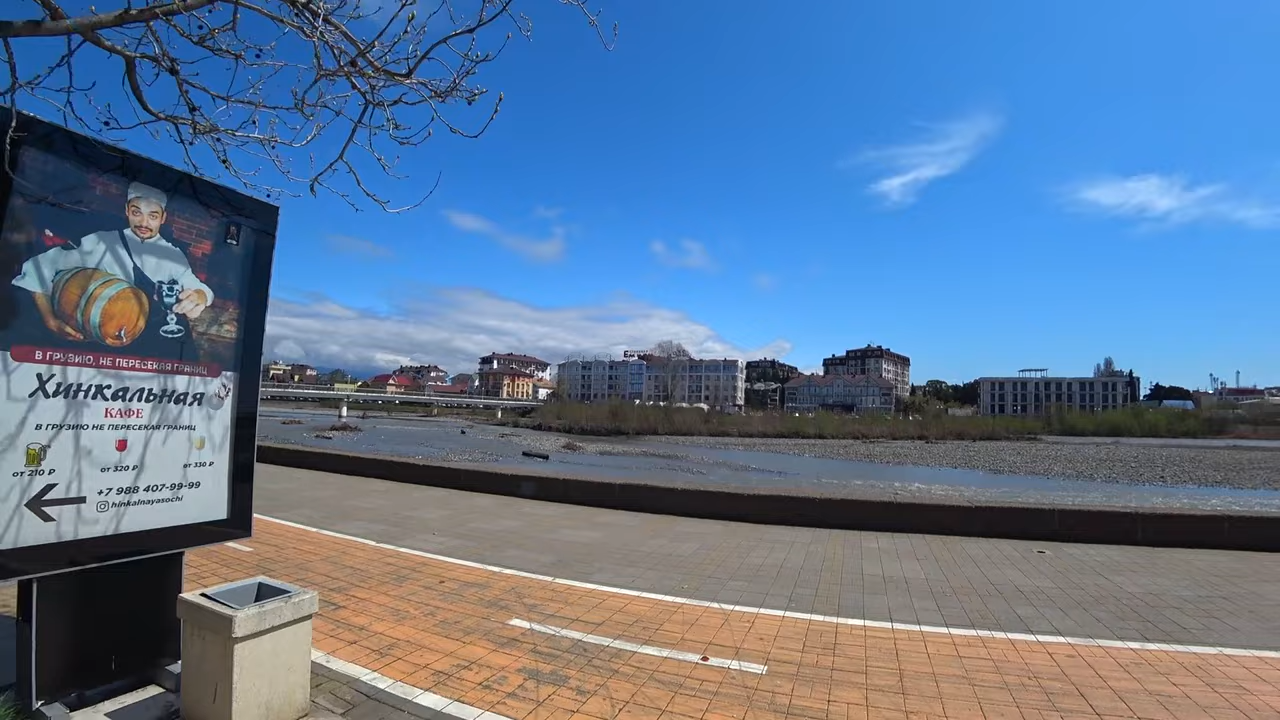 В ГРУЗИЮ, НЕ ПЕРЕСЕКАЯ ГРАНИЦ
Хинкальная
КАФЕ
В ГРУЗИЮ НЕ ПЕРЕСЕКАЯ ГРАНИЦ
от 210 ₽ от 320 ₽ от 330 ₽
+7 988 407-99-99
hinkalnayasochi